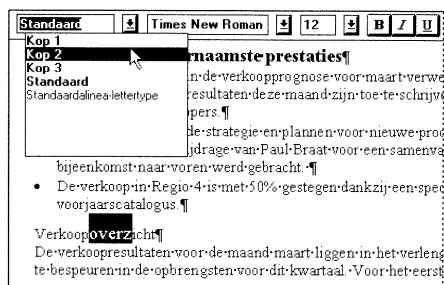 Standaard Times New Roman 12 B I U
Kop 1
Kop 2
Kop 3
Standaard
Standaardalinea-lettertype
rnaamste·prestaties¶
n·de·verkoopprognose·voor·maart·verwe
resultaten·deze·maand·zijn·toe·te·schrijv
pers.¶
de·strategie·en·plannen·voor·nieuwe·pro
ijdrage·van·Paul·Braat·voor·een·samenva
bijeenkomst·naar·voren·werd·gebracht.·¶
• De·verkoop·in·Regio·4·is·met·50%·gestegen·dankzij·een·spec
voorjaarscatalogus.¶
Verkoopoverzicht¶
De·verkoopresultaten·voor·de·maand·maart·liggen·in·het·verleng
te·bespeuren·in·de·opbrengsten·voor·dit·kwartaal.·Voor·het·eerst